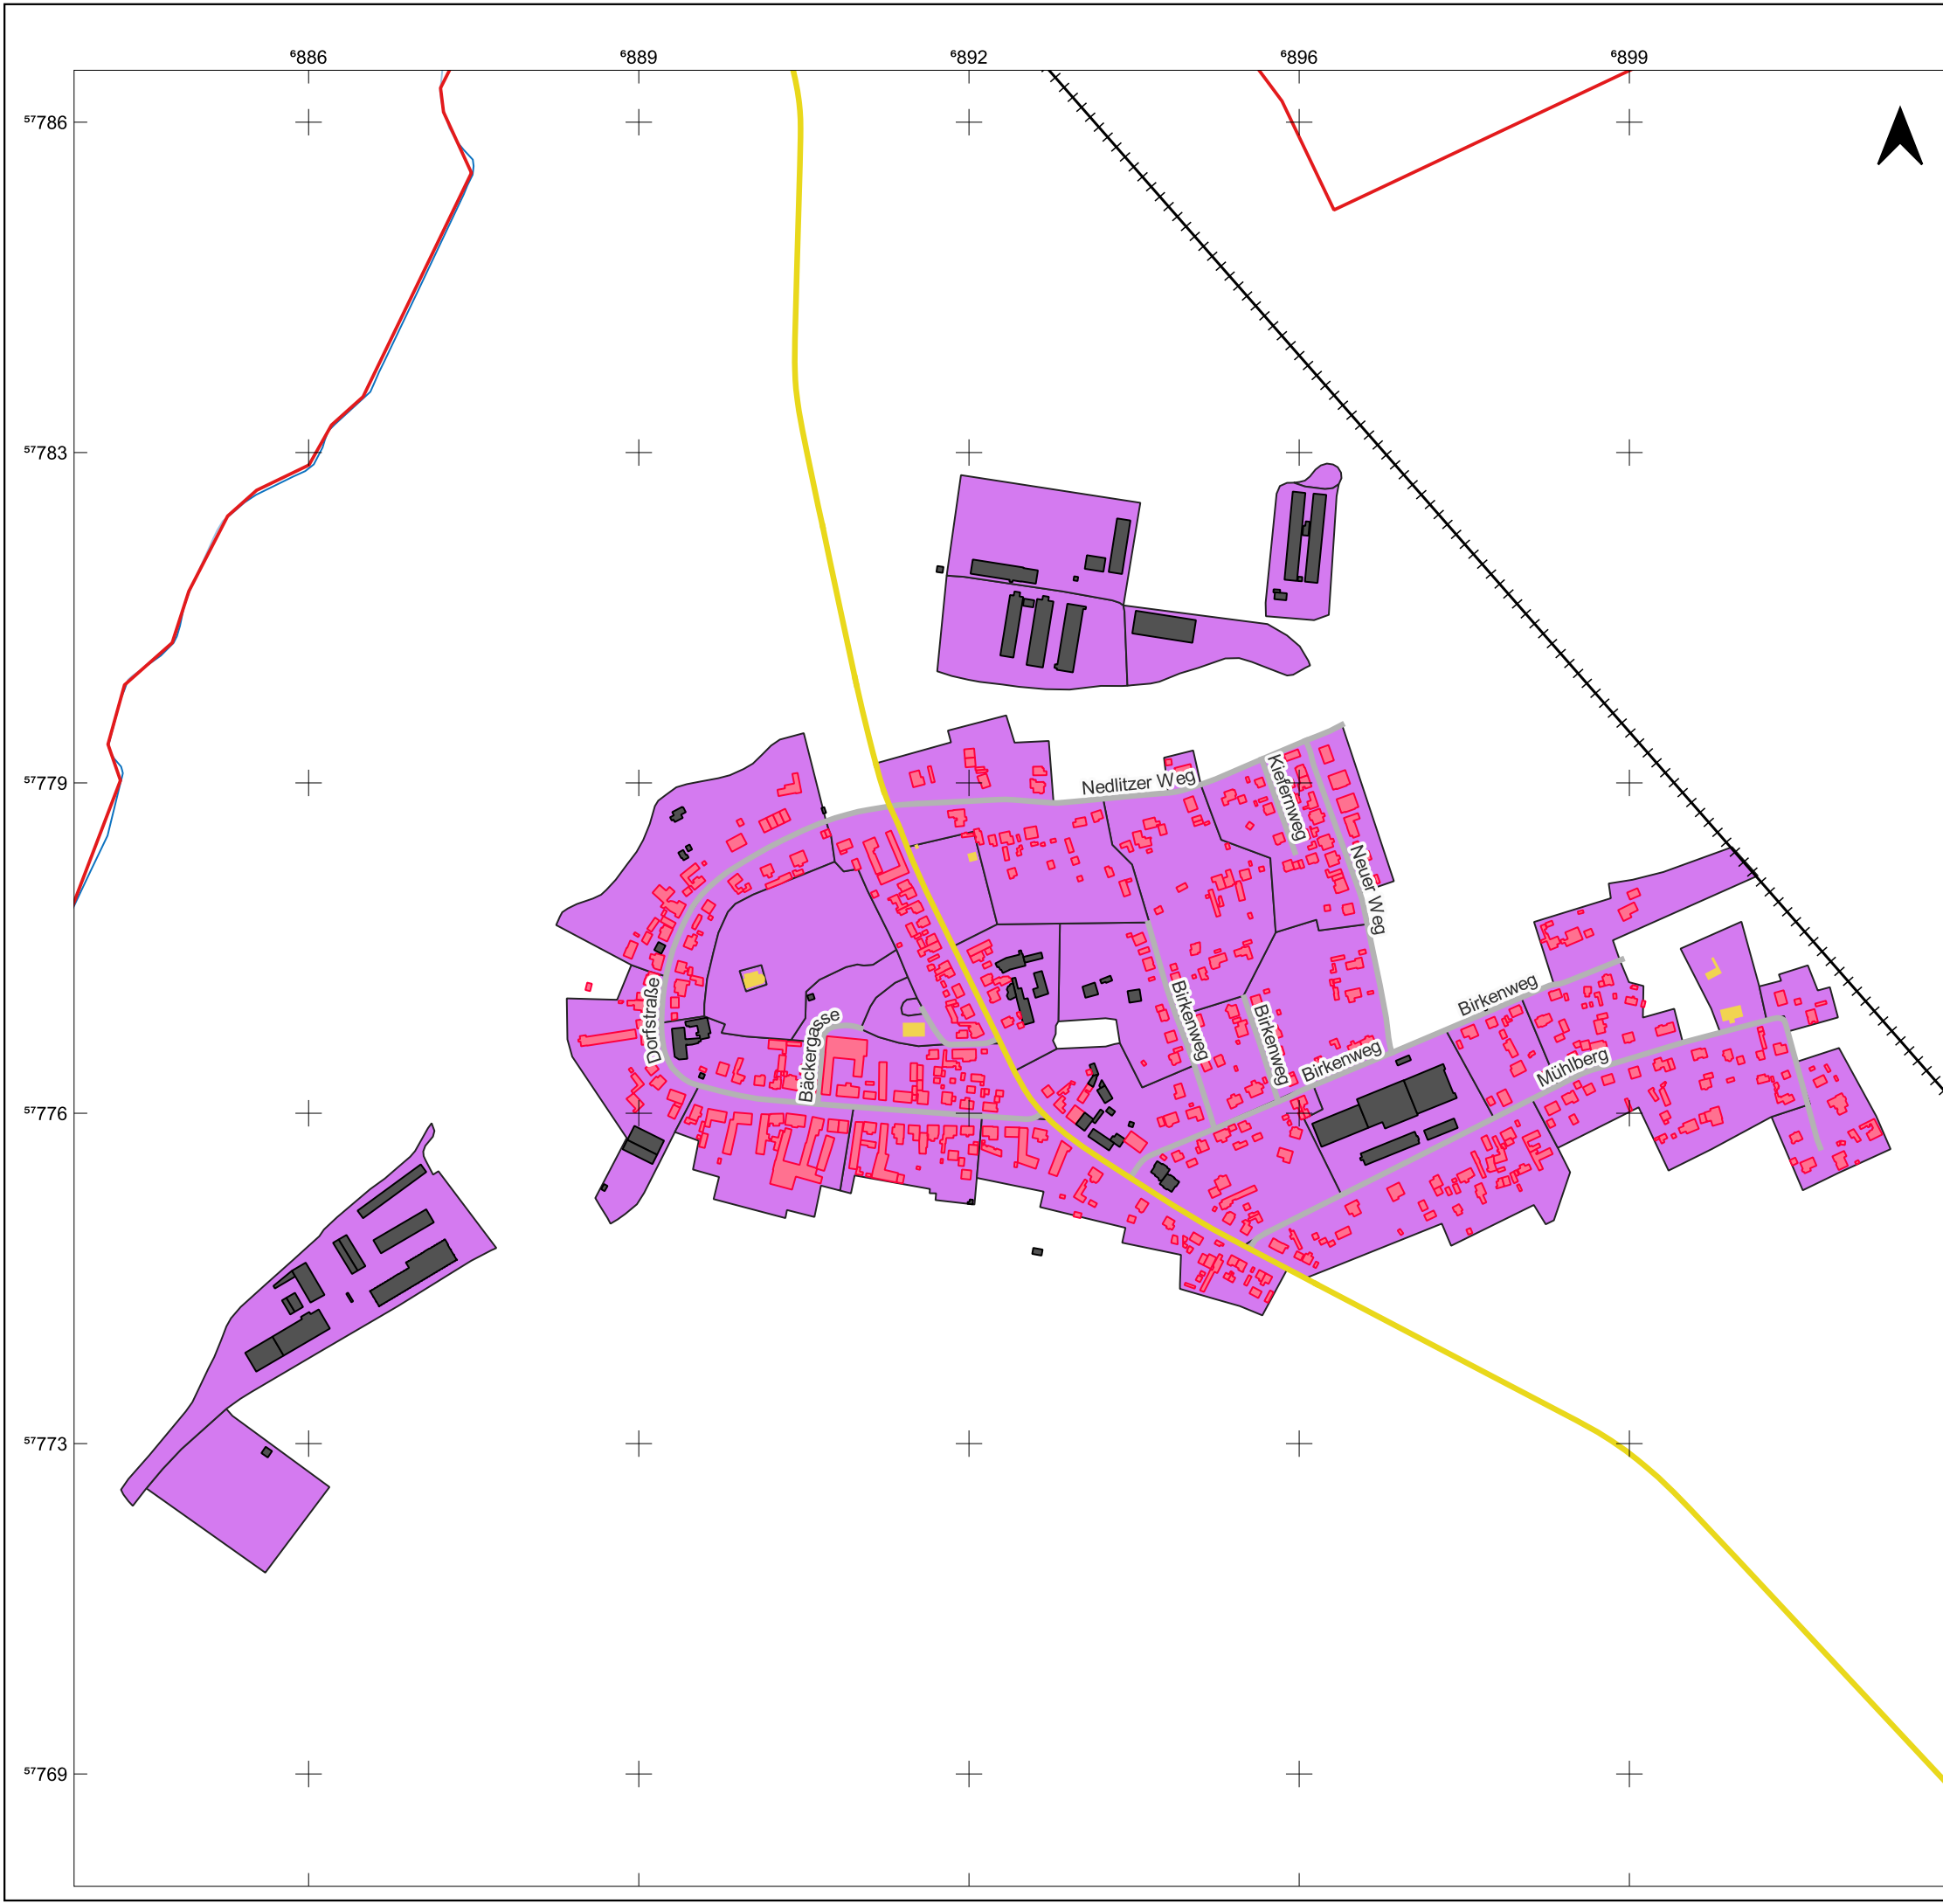 ⁶886 ⁶889 ⁶892 ⁶896 ⁶899
⁵⁷786
⁵⁷783
⁵⁷779
Nedlitzer Weg
Kiefernweg
Neuer Weg
Birkenweg
Birkenweg
Birkenweg
Birkenweg
Dorfstraße
Bäckergasse
Mühlberg
⁵⁷776
⁵⁷773
⁵⁷769